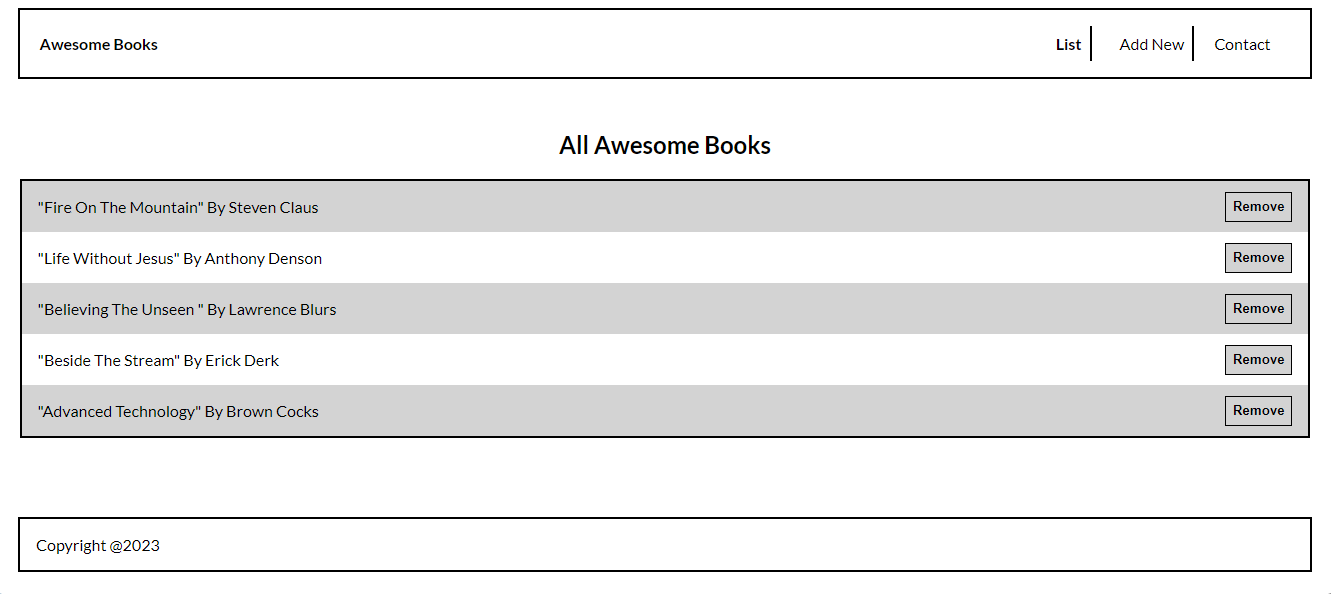 Awesome Books List Add New Contact
All Awesome Books
"Fire On The Mountain" By Steven Claus Remove
"Life Without Jesus" By Anthony Denson Remove
"Believing The Unseen " By Lawrence Blurs Remove
"Beside The Stream" By Erick Derk Remove
"Advanced Technology" By Brown Cocks Remove
Copyright @2023